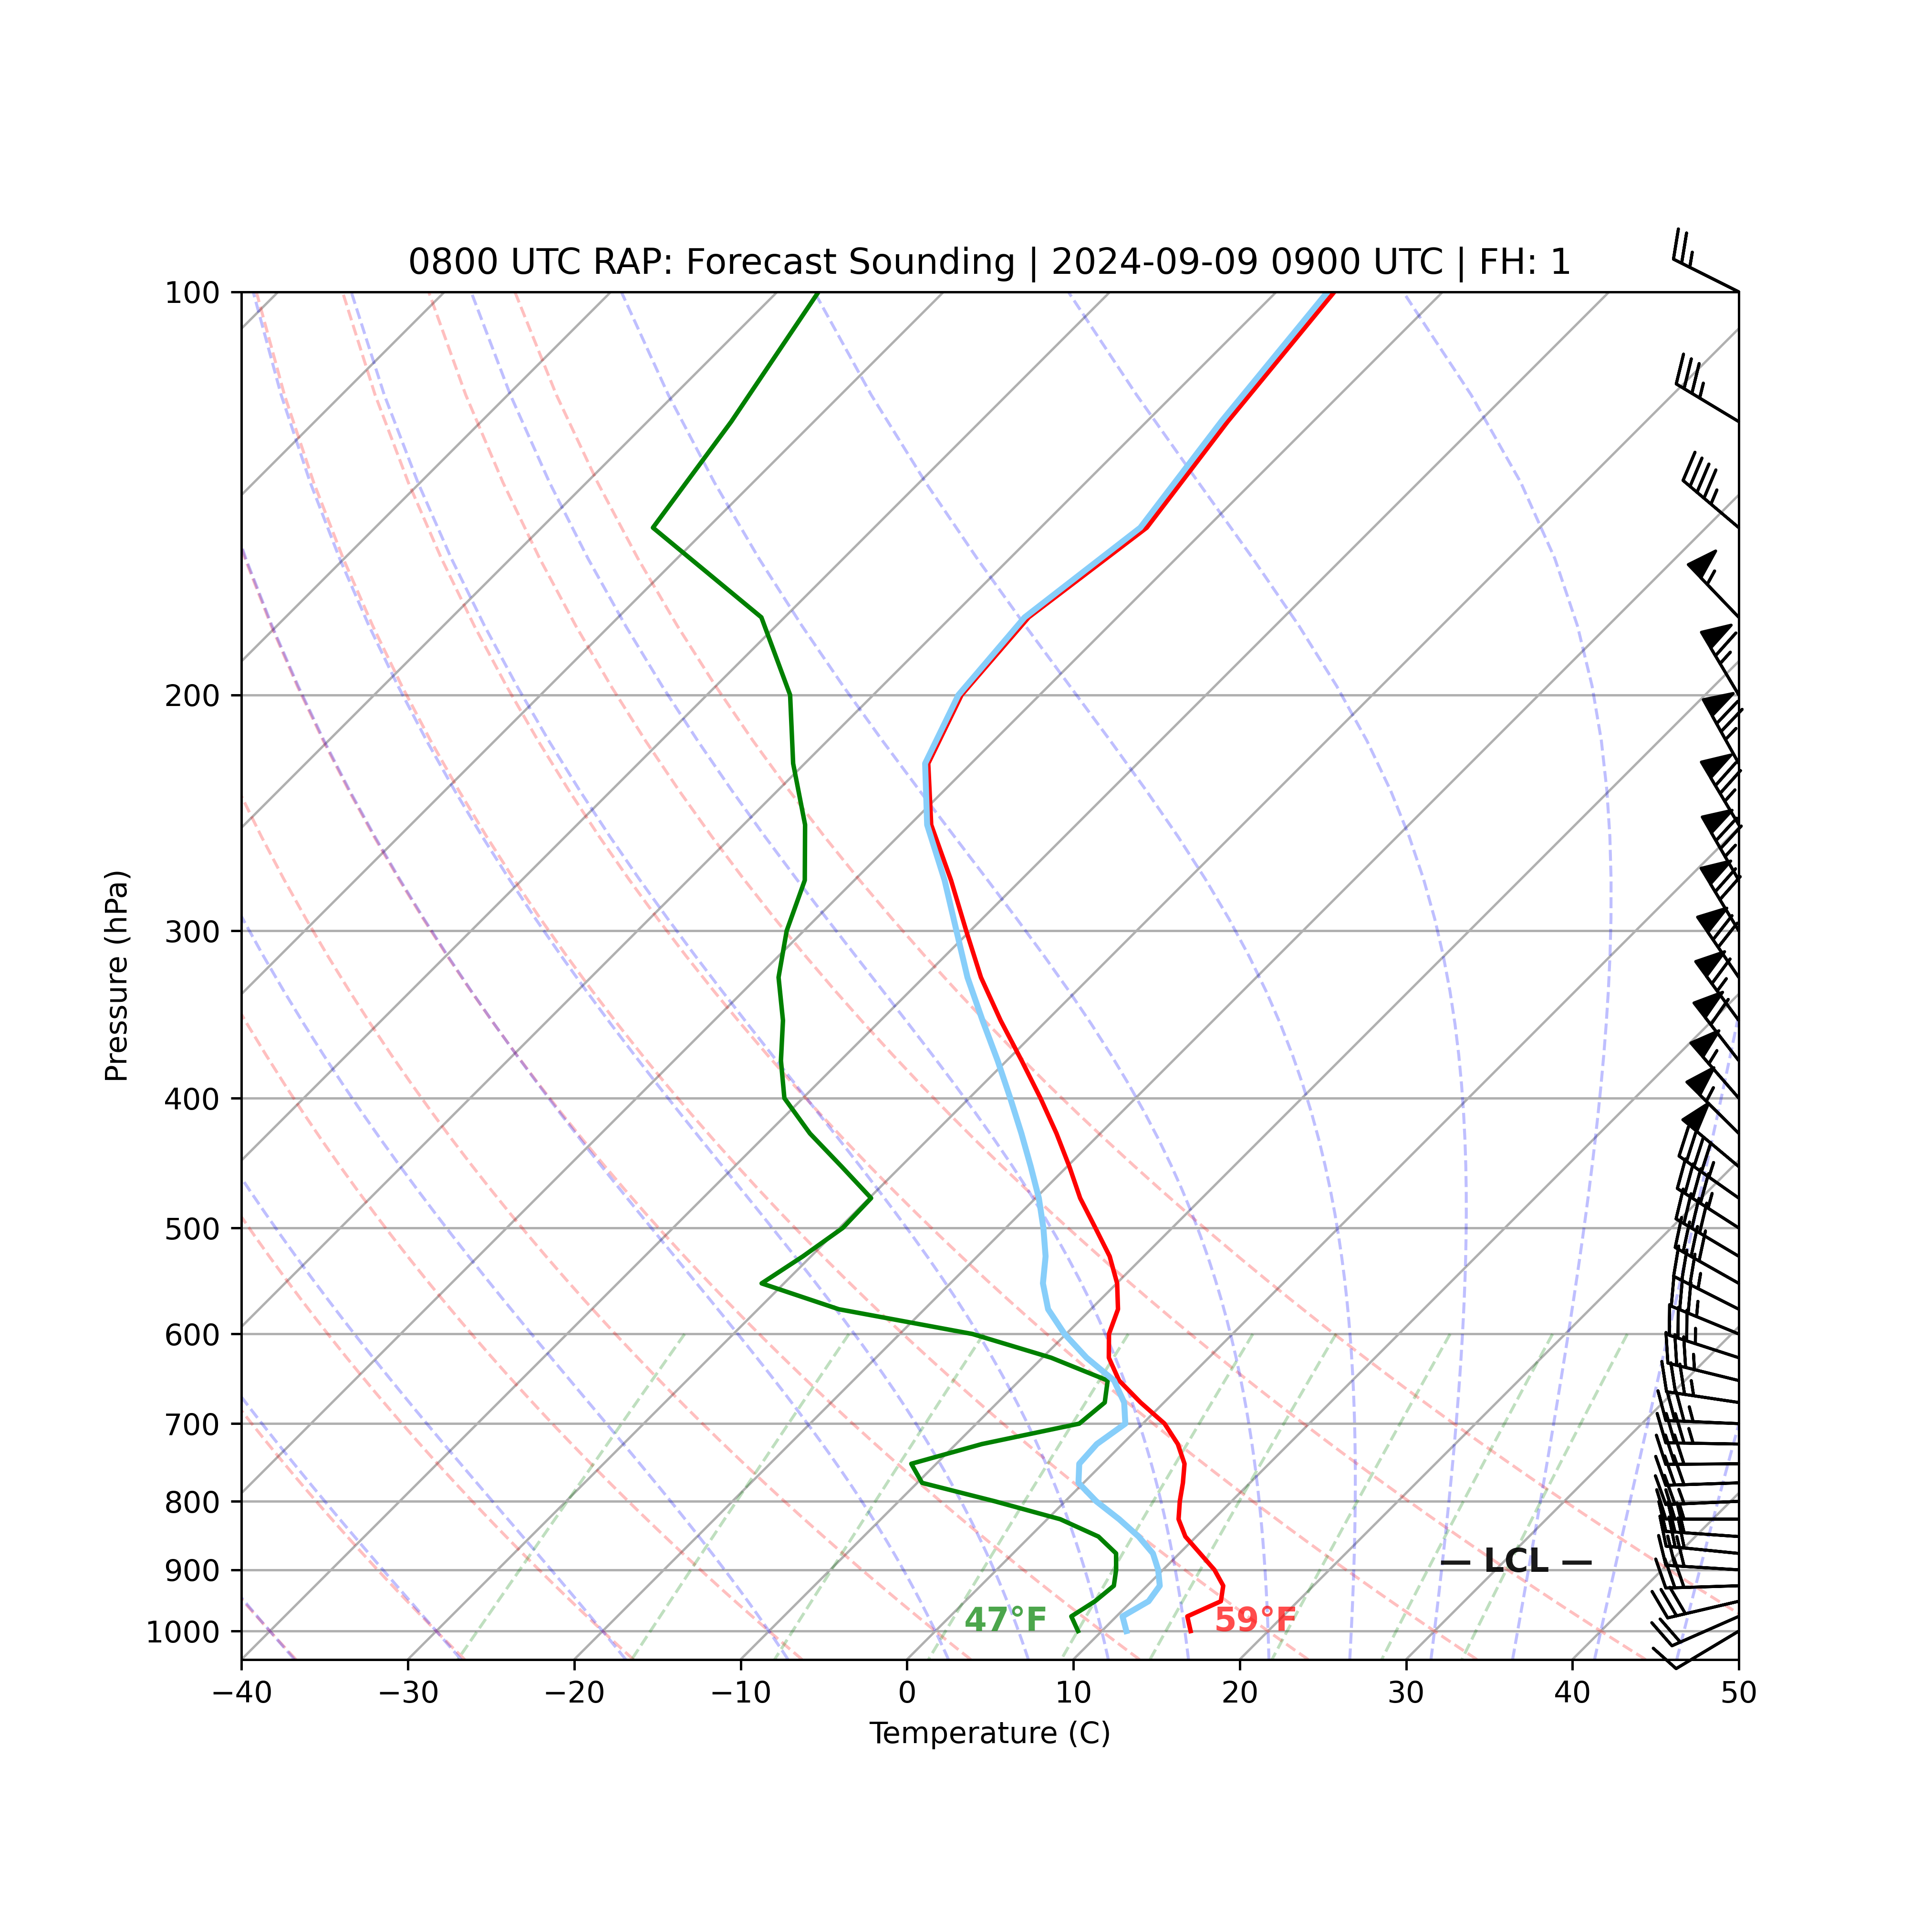 0800 UTC RAP: Forecast Sounding | 2024-09-09 0900 UTC | FH: 1
100
200
300
400
500
600
700
800
900
1000
Pressure (hPa)
— LCL —
47°F
59°F
−40 −30 −20 −10 0 10 20 30 40 50
Temperature (C)